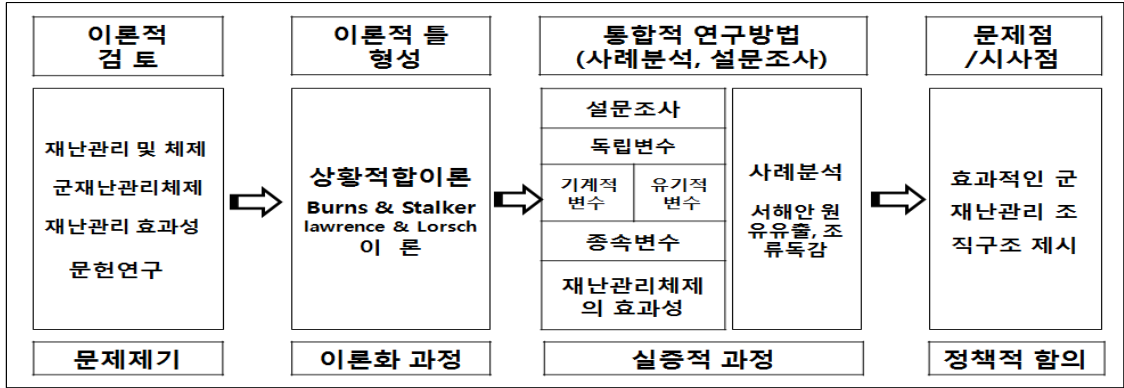 이론적
검 토
이론적 틀
형성
통합적 연구방법
(사례분석, 설문조사)
문제점
/시사점
재난관리 및 체제
군재난관리체제
재난관리 효과성
문헌연구
상황적합이론
Burns & Stalker
lawrence & Lorsch
이 론
설문조사
독립변수
기계적
변수
유기적
변수
종속변수
재난관리체제
의 효과성
사례분석
서해안 원
유유출, 조
류독감
효과적인 군
재난관리 조
직구조 제시
문제제기
이론화 과정
실증적 과정
정책적 함의